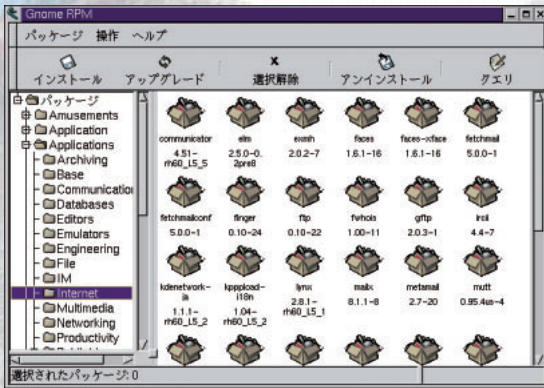 Gnome RPM
パッケージ 操作 ヘルプ
インストール アップグレード 選択解除 アンインストール クエリ
パッケージ
Amusements
Application
Applications
Archiving
Base
Communication
Databases
Editors
Emulators
Engineering
File
IM
Internet
Multimedia
Networking
Productivity
communicator elm exmh faces faces-xface fetchmail
4.51-rh60_L5_5 2.5.0-0.2pre8 2.0.2-7 1.6.1-16 1.6.1-16 5.0.0-1
fetchmailconf finger ftp fwhois gftp ircii
5.0.0-1 0.10-24 0.10-22 1.00-11 2.0.3-1 4.4-7
kdenetwork-ja kpppload-i18n lynx mailx metamail mutt
1.1.1-rh60_L5_2 1.04-rh60_L5_2 2.8.1-rh60_L5_1 8.1.1-8 2.7-20 0.95.4us-4
選択されたパッケージ: 0